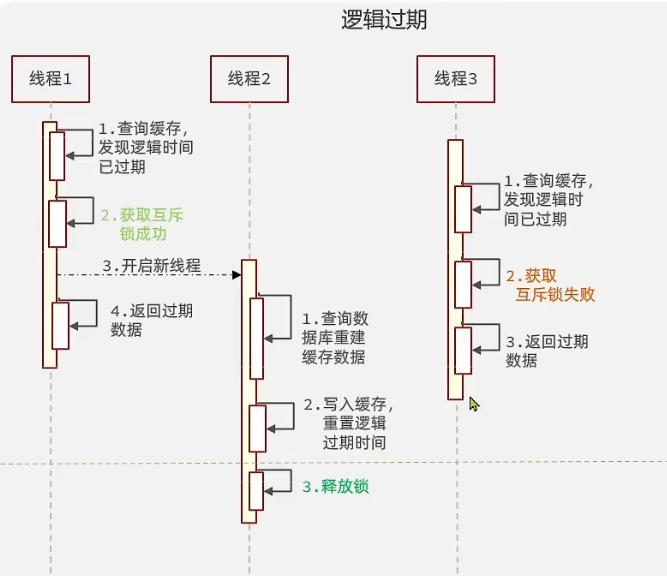 逻辑过期
线程1
线程2
线程3
1.查询缓存，
发现逻辑时间
已过期
2.获取互斥
锁成功
3.开启新线程
4.返回过期
数据
1.查询数
据库重建
缓存数据
2.写入缓存，
重置逻辑
过期时间
3.释放锁
1.查询缓存，
发现逻辑时
间已过期
2.获取
互斥锁失败
3.返回过期
数据